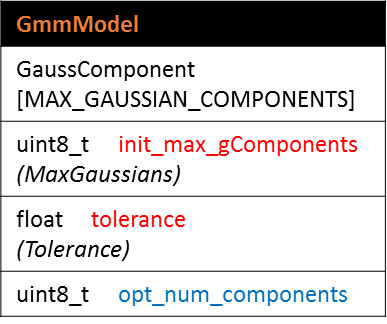 GmmModel
GaussComponent
[MAX_GAUSSIAN_COMPONENTS]
uint8_t init_max_gComponents
(MaxGaussians)
float tolerance
(Tolerance)
uint8_t opt_num_components